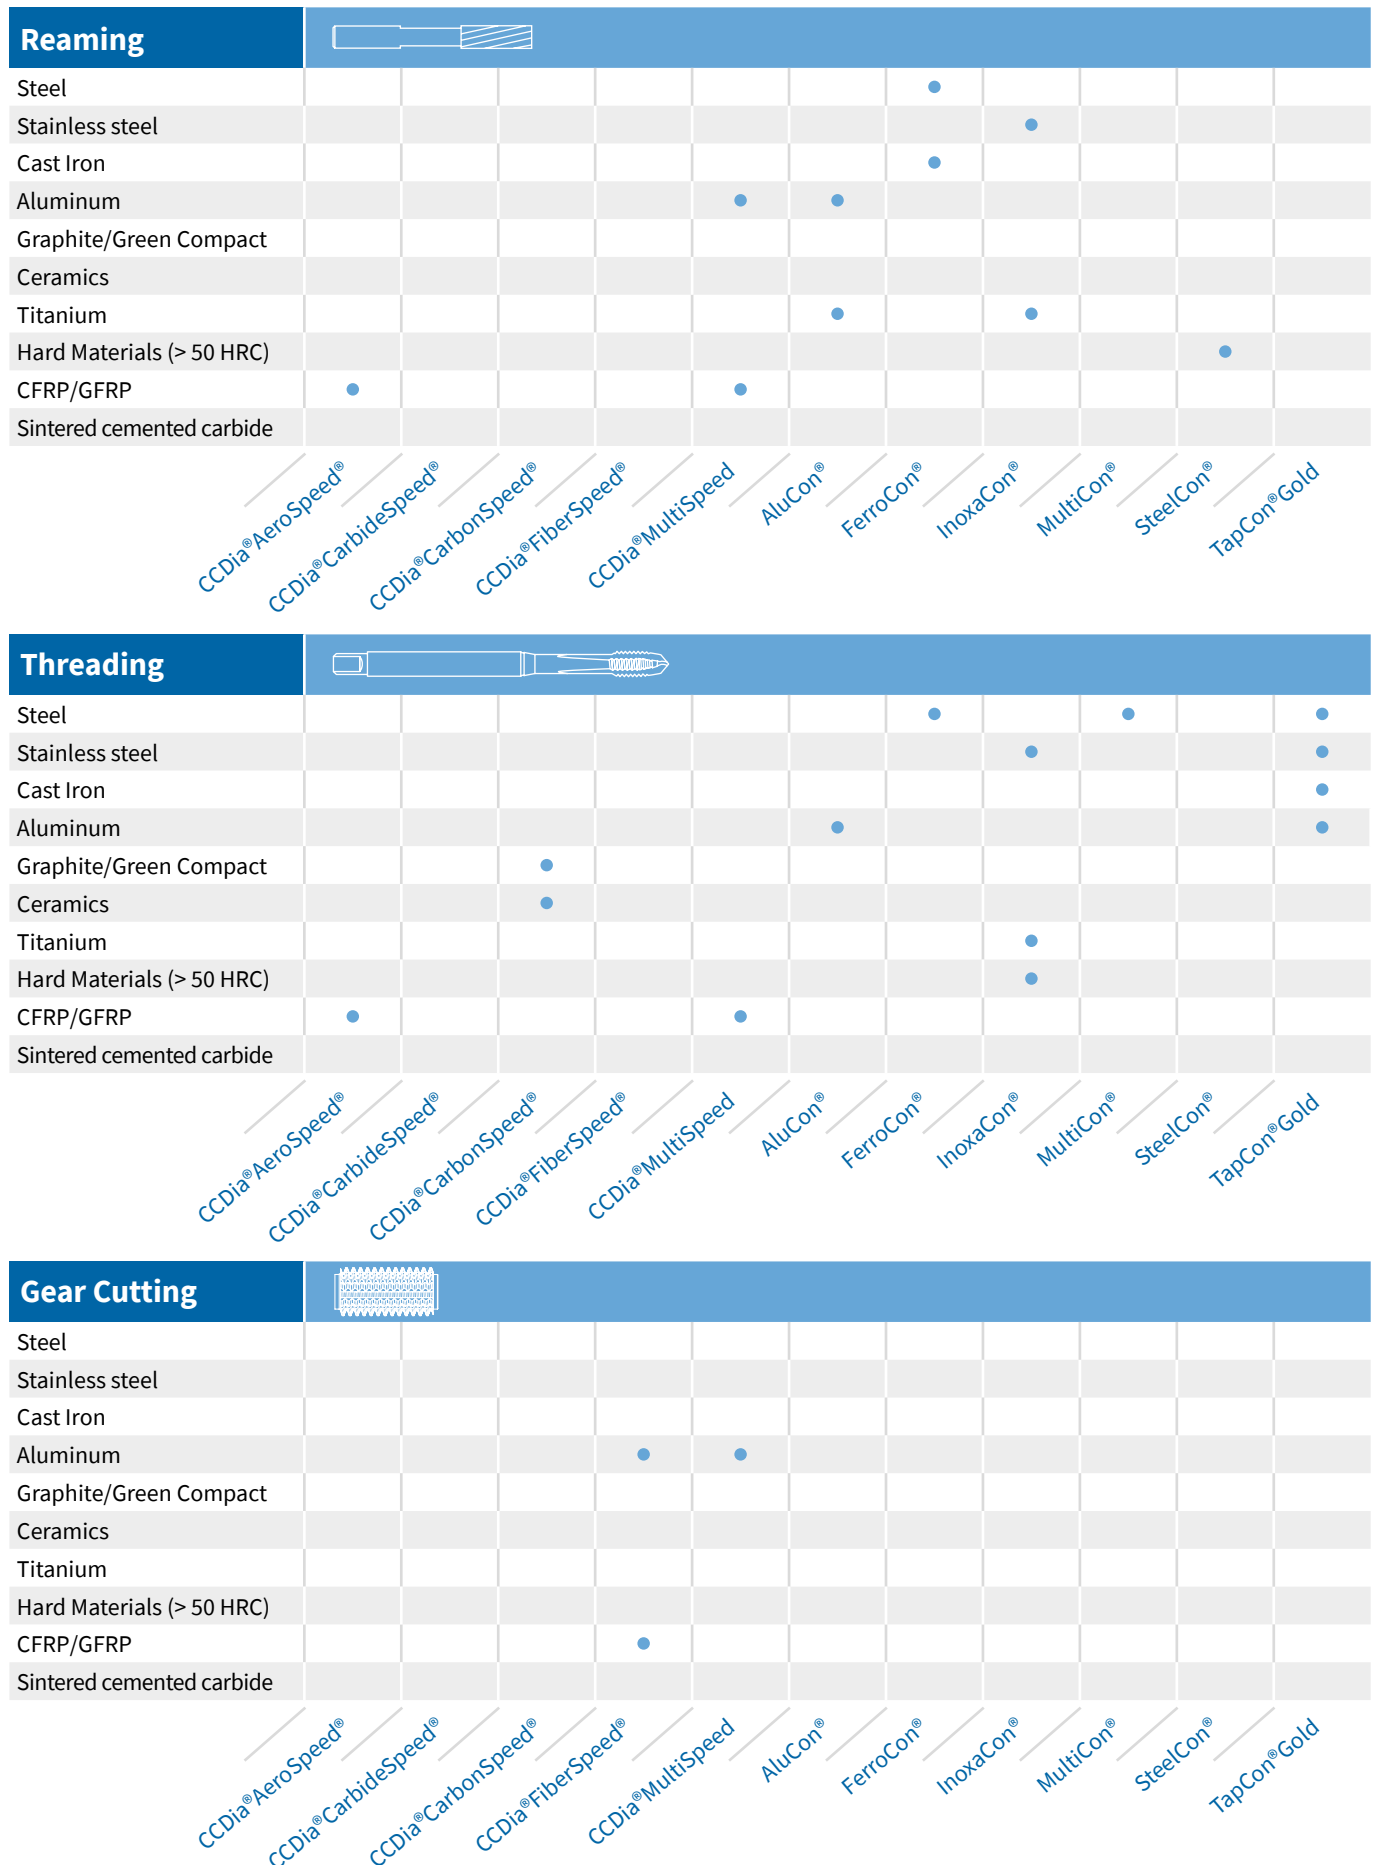 Reaming
Steel
Stainless steel
Cast Iron
Aluminum
Graphite/Green Compact
Ceramics
Titanium
Hard Materials (> 50 HRC)
CFRP/GFRP
Sintered cemented carbide
CCDia®AeroSpeed®
CCDia®CarbideSpeed®
CCDia®CarbonSpeed®
CCDia®FiberSpeed®
CCDia®MultiSpeed
AluCon®
FerroCon®
InoxaCon®
MultiCon®
SteelCon®
TapCon®Gold
Threading
Steel
Stainless steel
Cast Iron
Aluminum
Graphite/Green Compact
Ceramics
Titanium
Hard Materials (> 50 HRC)
CFRP/GFRP
Sintered cemented carbide
CCDia®AeroSpeed®
CCDia®CarbideSpeed®
CCDia®CarbonSpeed®
CCDia®FiberSpeed®
CCDia®MultiSpeed
AluCon®
FerroCon®
InoxaCon®
MultiCon®
SteelCon®
TapCon®Gold
Gear Cutting
Steel
Stainless steel
Cast Iron
Aluminum
Graphite/Green Compact
Ceramics
Titanium
Hard Materials (> 50 HRC)
CFRP/GFRP
Sintered cemented carbide
CCDia®AeroSpeed®
CCDia®CarbideSpeed®
CCDia®CarbonSpeed®
CCDia®FiberSpeed®
CCDia®MultiSpeed
AluCon®
FerroCon®
InoxaCon®
MultiCon®
SteelCon®
TapCon®Gold